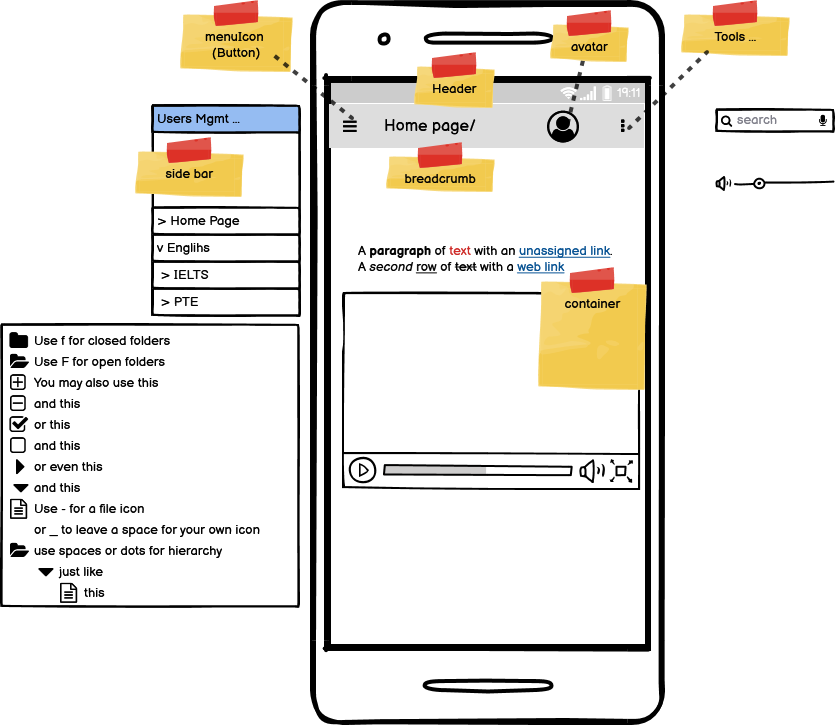 menuIcon
(Button)
avatar
Tools ...
Header
19:11
Home page/
breadcrumb
Users Mgmt ...
side bar
> Home Page
v Englihs
> IELTS
> PTE
search
A paragraph of text with an unassigned link.
A second row of text with a web link
container
Use f for closed folders
Use F for open folders
You may also use this
and this
or this
and this
or even this
and this
Use - for a file icon
or _ to leave a space for your own icon
use spaces or dots for hierarchy
just like
this